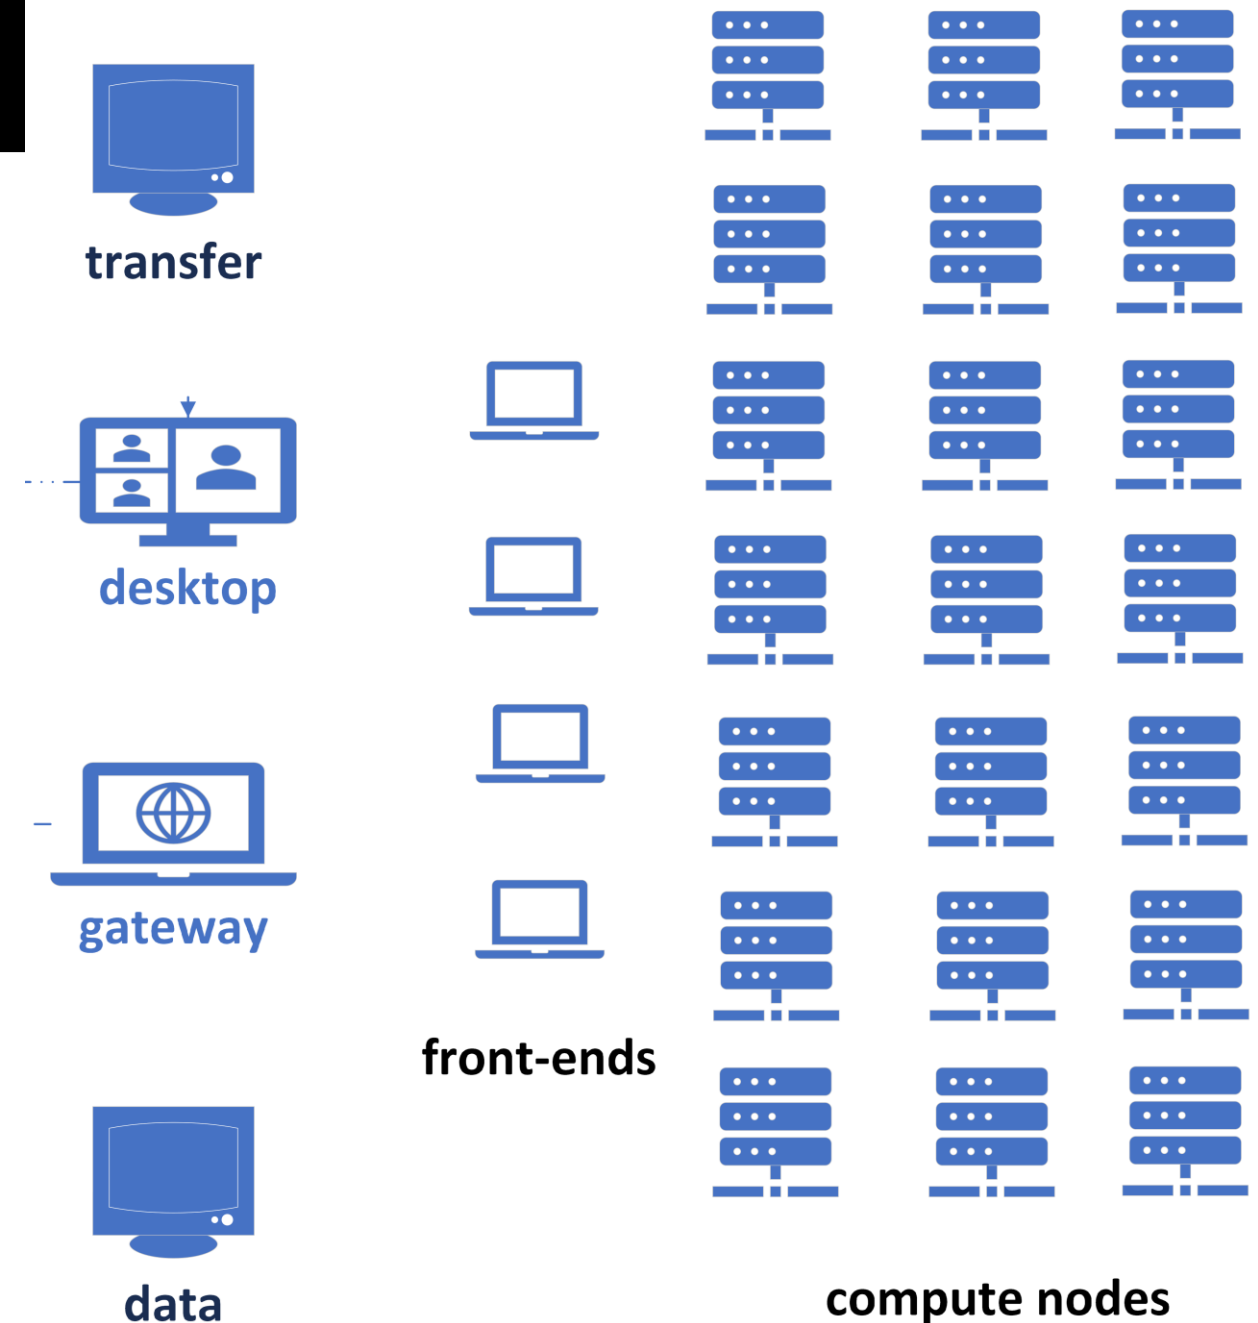 transfer
desktop
gateway
front-ends
data
compute nodes